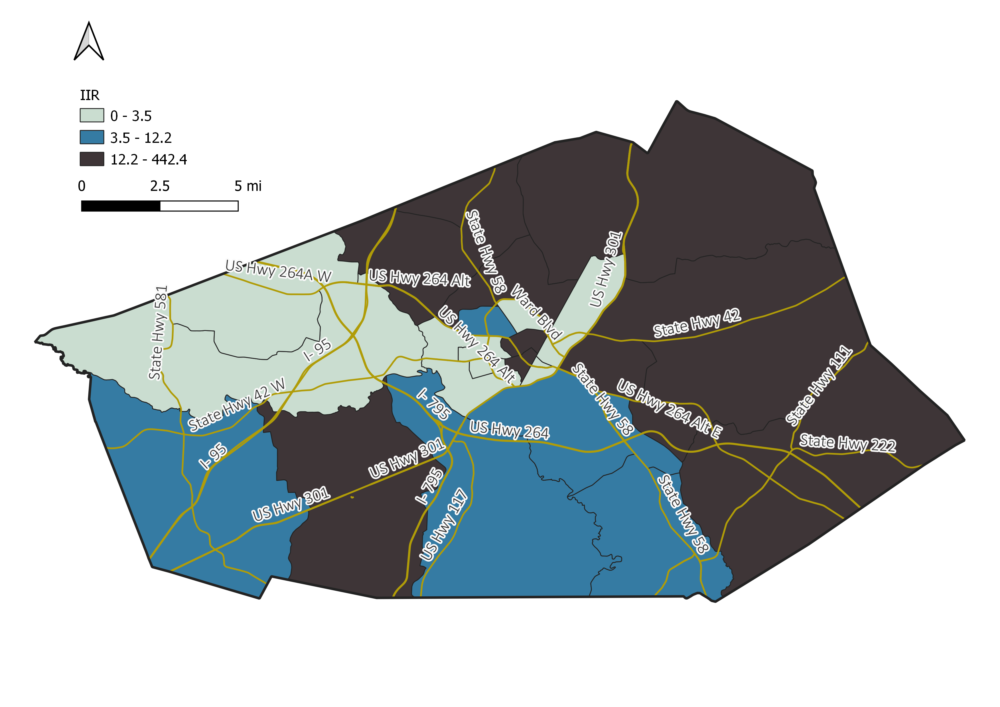 IIR
0 - 3.5
3.5 - 12.2
12.2 - 442.4
0 2.5 5 mi
State Hwy 58
US Hwy 301
US Hwy 264A W
US Hwy 264 Alt
State Hwy 581
Ward Blvd
US Hwy 264 Alt
State Hwy 42
I- 95
State Hwy 111
State Hwy 42 W
I- 795
State Hwy 58
US Hwy 264 Alt E
US Hwy 264
State Hwy 222
I- 95
US Hwy 301
I- 795
US Hwy 301
US Hwy 117
State Hwy 58